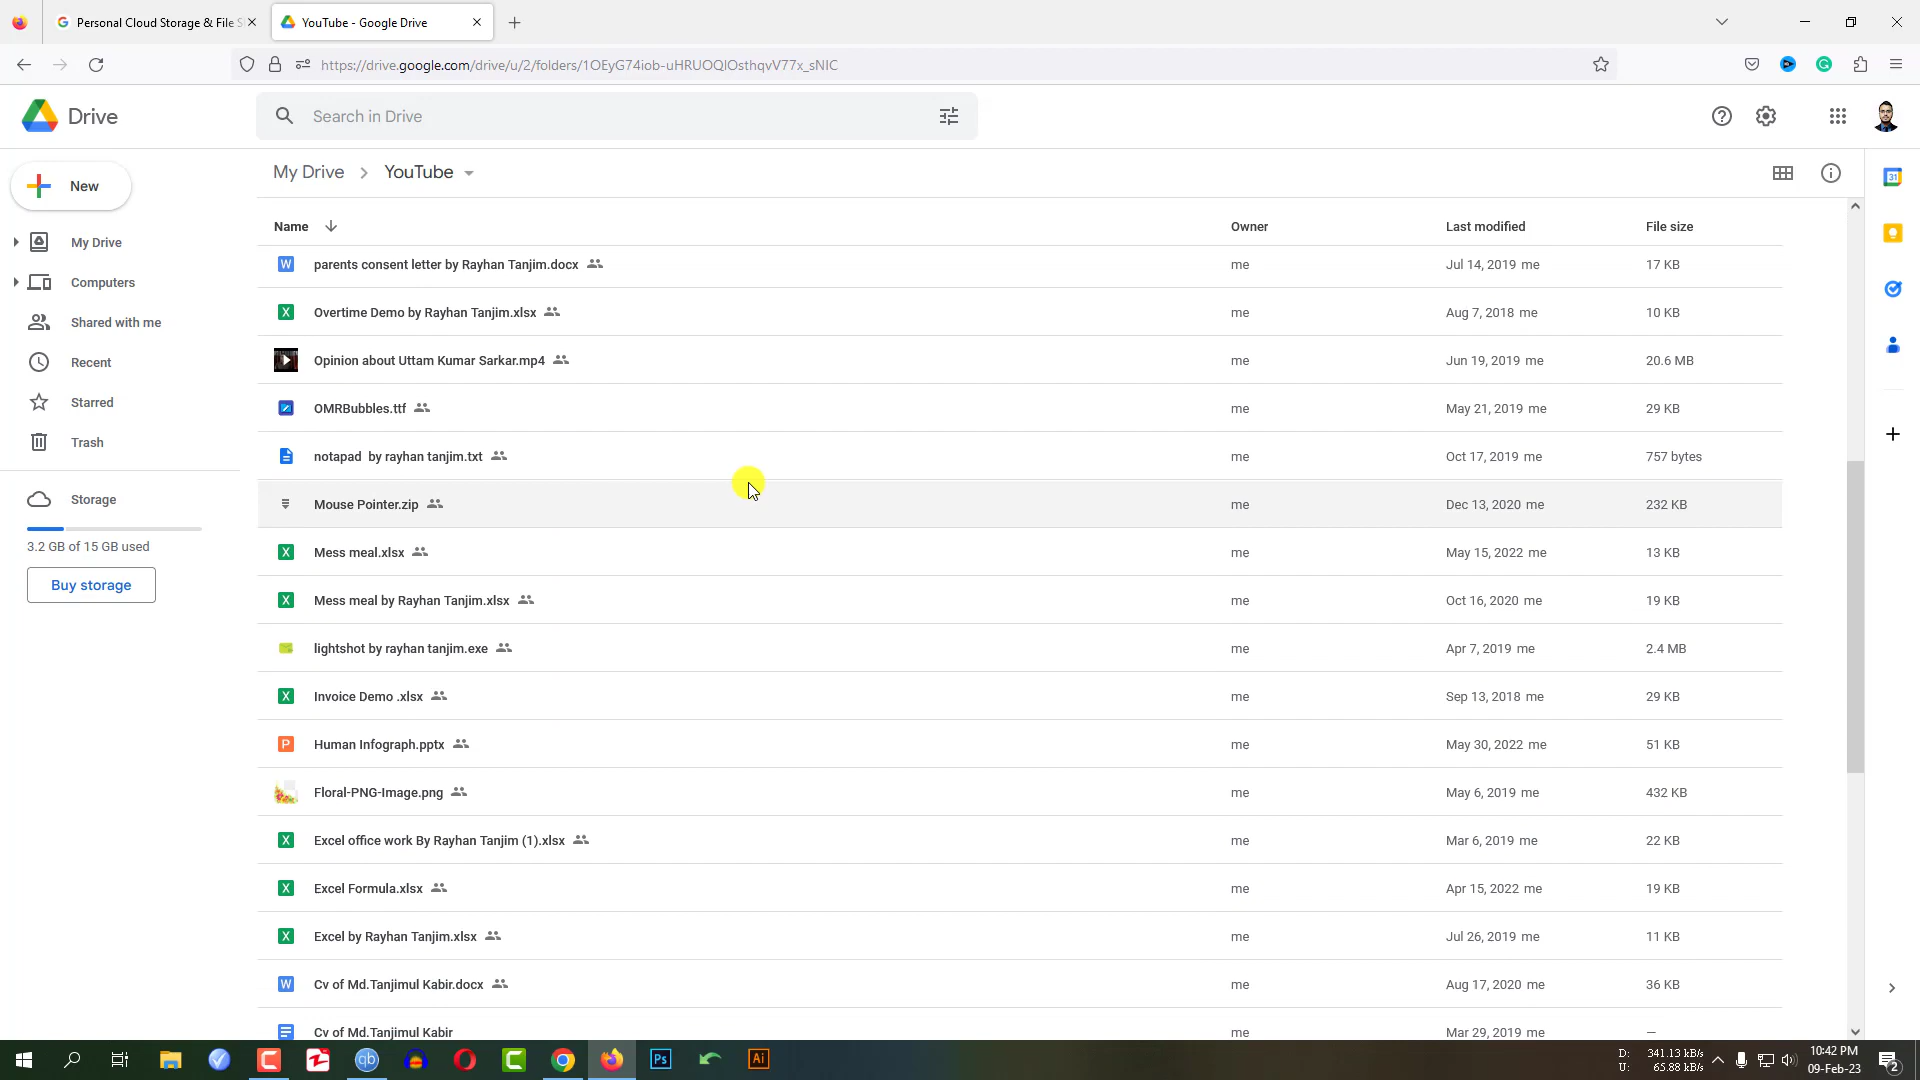 Personal Cloud Storage & File S
YouTube - Google Drive
https://drive.google.com/drive/u/2/folders/1OEyG74iob-uHRUOQIOsthqvV77x_sNIC
Drive
Search in Drive
New
My Drive
Computers
Shared with me
Recent
Starred
Trash
Storage
3.2 GB of 15 GB used
Buy storage
My Drive > YouTube
Name Owner Last modified File size
W parents consent letter by Rayhan Tanjim.docx me Jul 14, 2019 me 17 KB
X Overtime Demo by Rayhan Tanjim.xlsx me Aug 7, 2018 me 10 KB
Opinion about Uttam Kumar Sarkar.mp4 me Jun 19, 2019 me 20.6 MB
OMRBubbles.ttf me May 21, 2019 me 29 KB
notapad by rayhan tanjim.txt me Oct 17, 2019 me 757 bytes
Mouse Pointer.zip me Dec 13, 2020 me 232 KB
X Mess meal.xlsx me May 15, 2022 me 13 KB
X Mess meal by Rayhan Tanjim.xlsx me Oct 16, 2020 me 19 KB
lightshot by rayhan tanjim.exe me Apr 7, 2019 me 2.4 MB
X Invoice Demo .xlsx me Sep 13, 2018 me 29 KB
P Human Infograph.pptx me May 30, 2022 me 51 KB
Floral-PNG-Image.png me May 6, 2019 me 432 KB
X Excel office work By Rayhan Tanjim (1).xlsx me Mar 6, 2019 me 22 KB
X Excel Formula.xlsx me Apr 15, 2022 me 19 KB
X Excel by Rayhan Tanjim.xlsx me Jul 26, 2019 me 11 KB
W Cv of Md.Tanjimul Kabir.docx me Aug 17, 2020 me 36 KB
Cv of Md.Tanjimul Kabir me Mar 29, 2019 me —
31
qb
Ps
Ai
D: 341.13 kB/s
U: 65.88 kB/s
10:42 PM
09-Feb-23
2